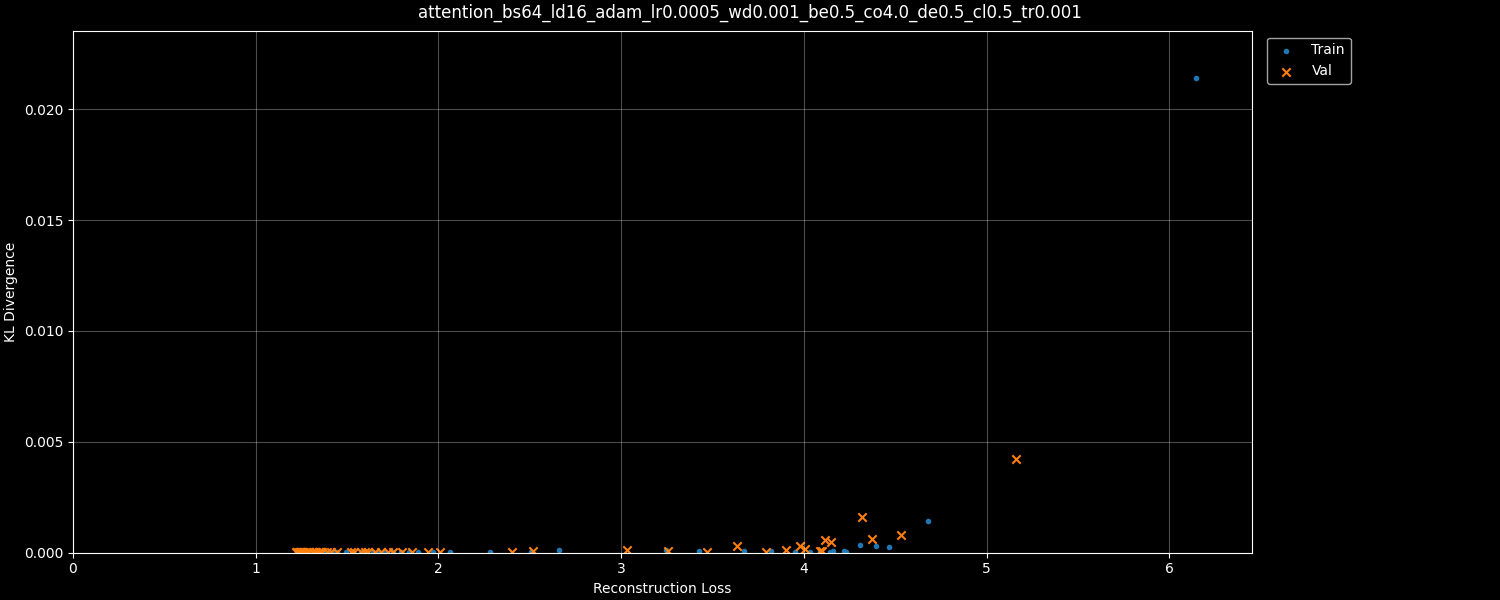 attention_bs64_ld16_adam_lr0.0005_wd0.001_be0.5_co4.0_de0.5_cl0.5_tr0.001
Train
Val
0.020
0.015
0.010
0.005
0.000
KL Divergence
0 1 2 3 4 5 6
Reconstruction Loss